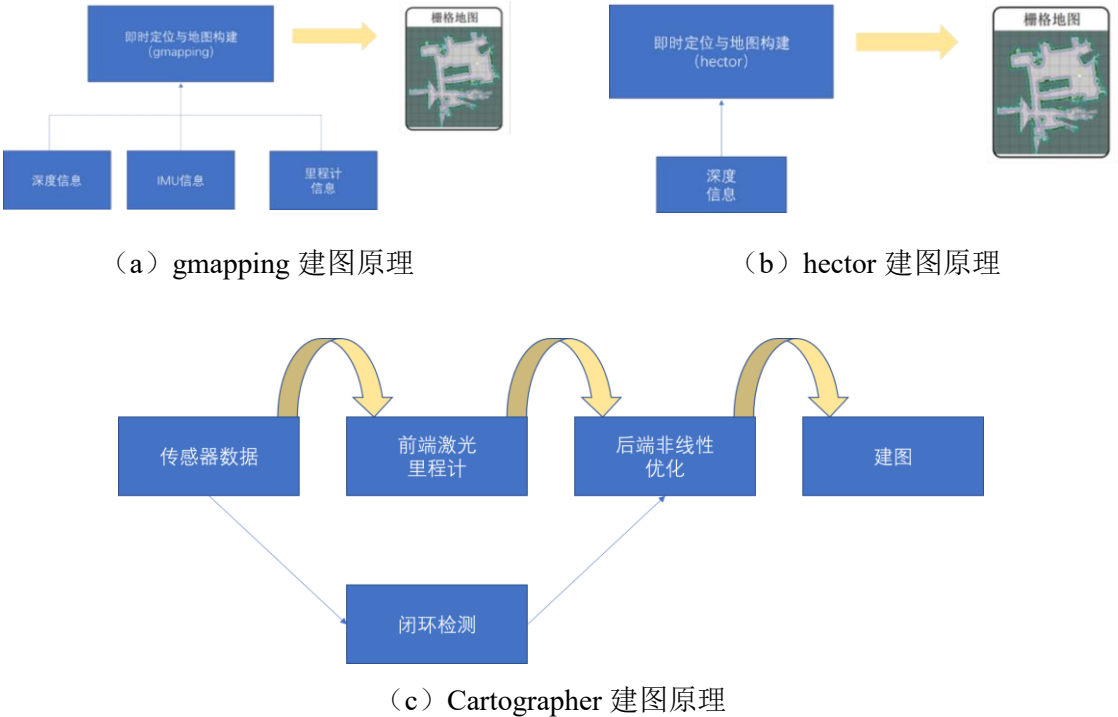 即时定位与地图构建
（gmapping）
栅格地图
深度信息
IMU信息
里程计
信息
（a）gmapping 建图原理
即时定位与地图构建
（hector）
栅格地图
深度
信息
（b）hector 建图原理
传感器数据
前端激光
里程计
后端非线性
优化
建图
闭环检测
（c）Cartographer 建图原理